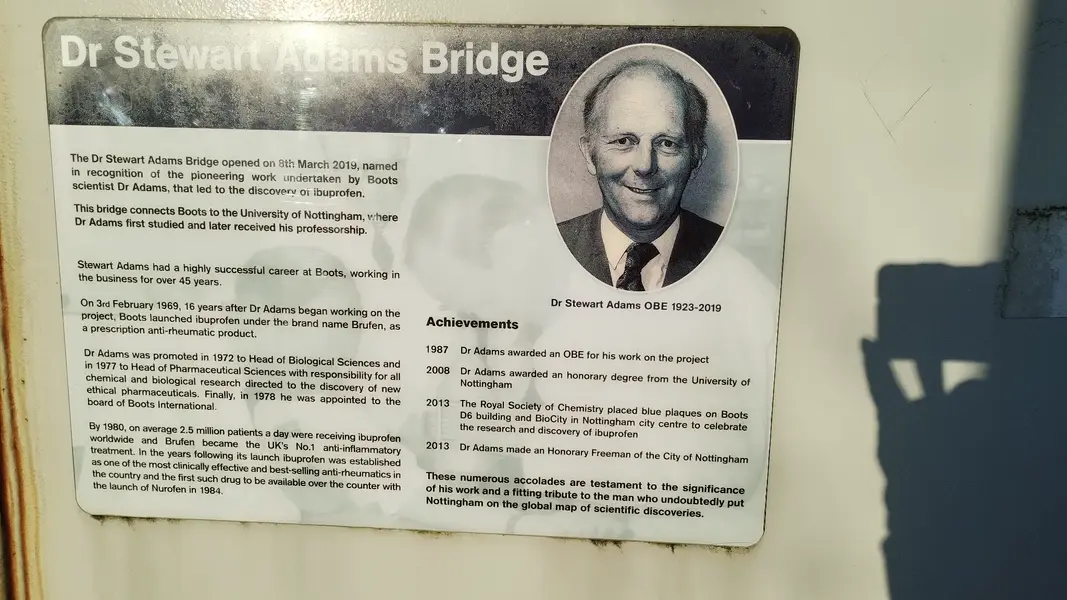 Dr Stewart Adams Bridge
The Dr Stewart Adams Bridge opened on 8th March 2019, named
in recognition of the pioneering work undertaken by Boots
scientist Dr Adams, that led to the discovery of ibuprofen.
This bridge connects Boots to the University of Nottingham, where
Dr Adams first studied and later received his professorship.
Stewart Adams had a highly successful career at Boots, working in
the business for over 45 years.
On 3rd February 1969, 16 years after Dr Adams began working on the
project, Boots launched ibuprofen under the brand name Brufen, as
a prescription anti-rheumatic product.
Dr Adams was promoted in 1972 to Head of Biological Sciences and
in 1977 to Head of Pharmaceutical Sciences with responsibility for all
chemical and biological research directed to the discovery of new
ethical pharmaceuticals. Finally, in 1978 he was appointed to the
board of Boots International.
By 1980, on average 2.5 million patients a day were receiving ibuprofen
worldwide and Brufen became the UK's No.1 anti-inflammatory
treatment. In the years following its launch ibuprofen was established
as one of the most clinically effective and best-selling anti-rheumatics in
the country and the first such drug to be available over the counter with
the launch of Nurofen in 1984.
Dr Stewart Adams OBE 1923-2019
Achievements
1987 Dr Adams awarded an OBE for his work on the project
2008 Dr Adams awarded an honorary degree from the University of
Nottingham
2013 The Royal Society of Chemistry placed blue plaques on Boots
D6 building and BioCity in Nottingham city centre to celebrate
the research and discovery of ibuprofen
2013 Dr Adams made an Honorary Freeman of the City of Nottingham
These numerous accolades are testament to the significance
of his work and a fitting tribute to the man who undoubtedly put
Nottingham on the global map of scientific discoveries.